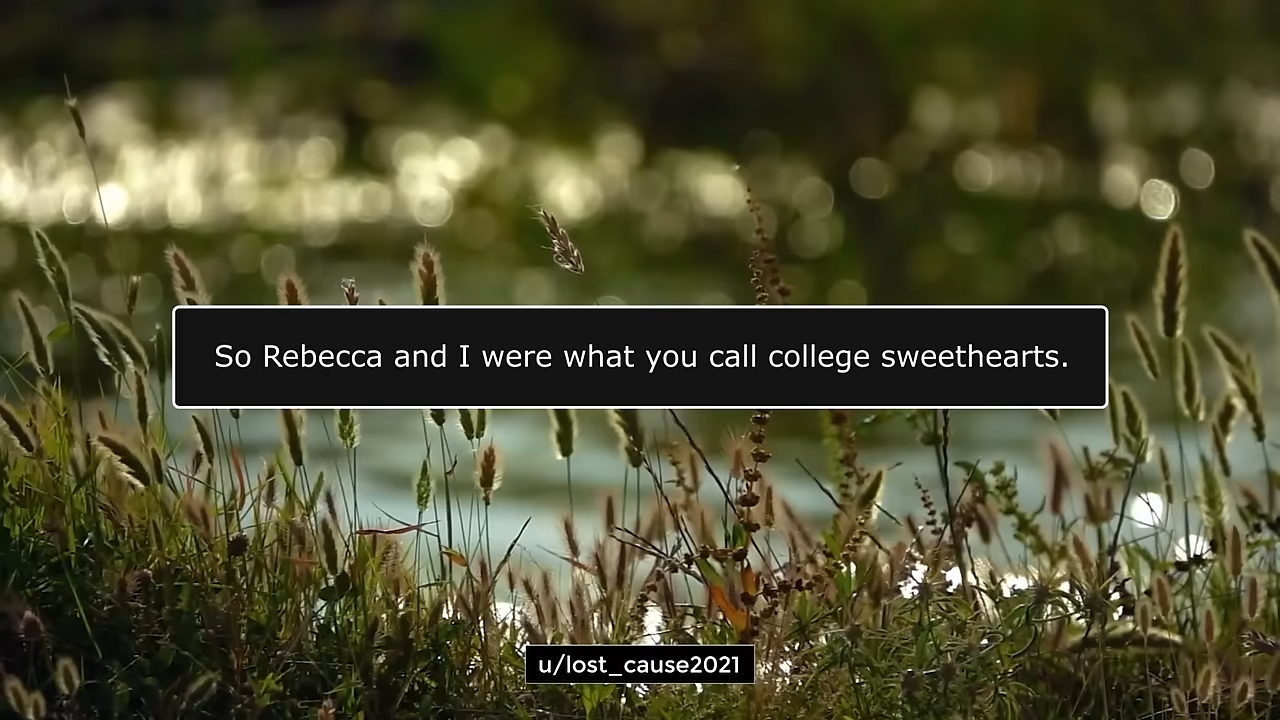 So Rebecca and I were what you call college sweethearts.
u/lost_cause2021